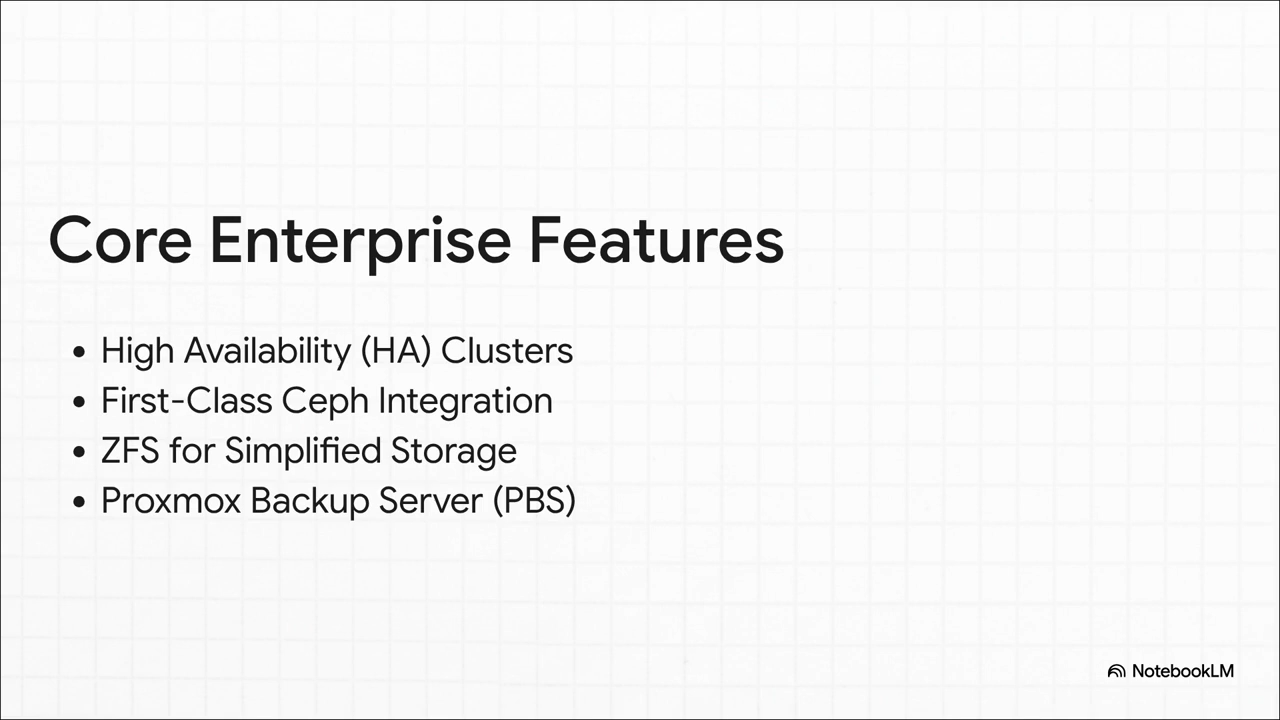 Core Enterprise Features
• High Availability (HA) Clusters
• First-Class Ceph Integration
• ZFS for Simplified Storage
• Proxmox Backup Server (PBS)
NotebookLM